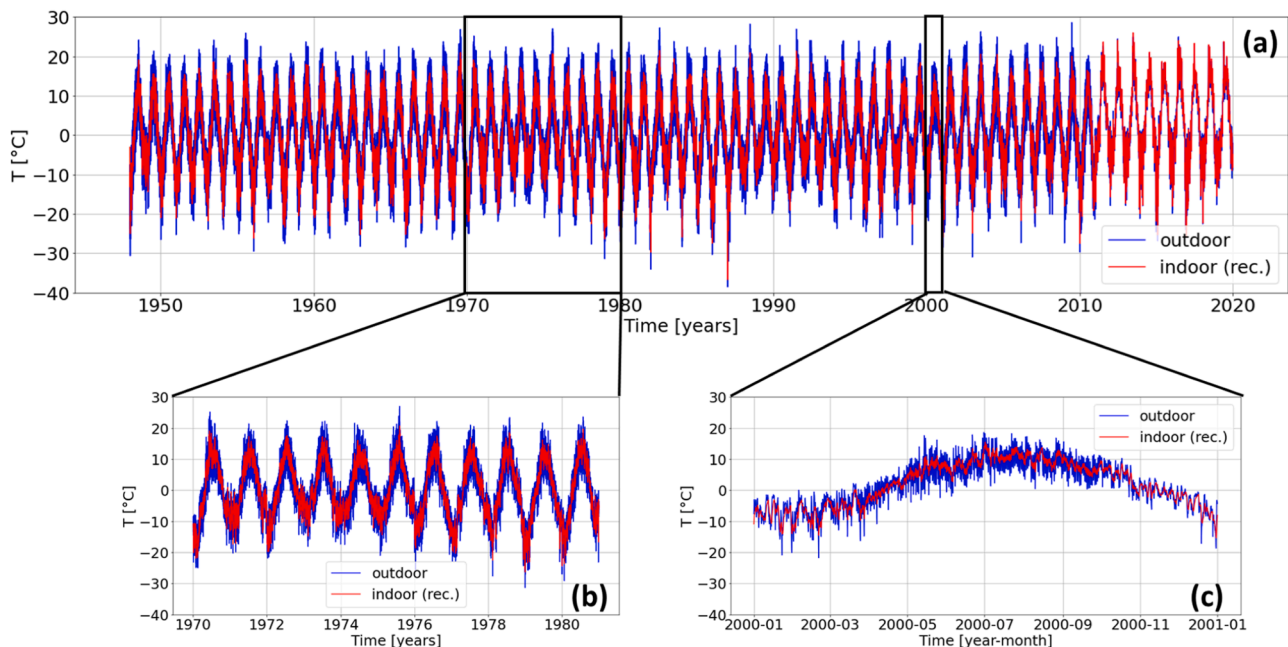 30
20
10
0
−10
−20
−30
−40
T [°C]
(a)
outdoor
indoor (rec.)
1950 1960 1970 1980 1990 2000 2010 2020
Time [years]
30
20
10
0
−10
−20
−30
−40
T [°C]
outdoor
indoor (rec.)
(b)
1970 1972 1974 1976 1978 1980
Time [years]
30
20
10
0
−10
−20
−30
−40
T [°C]
outdoor
indoor (rec.)
(c)
2000-01 2000-03 2000-05 2000-07 2000-09 2000-11 2001-01
Time [year-month]